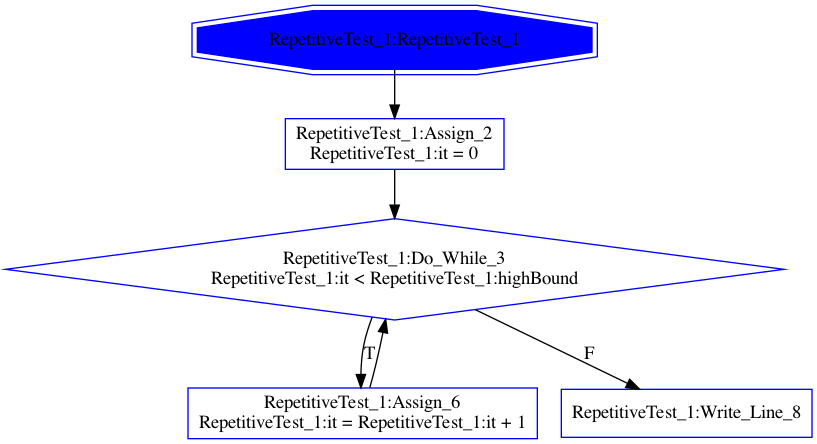 RepetitiveTest_1:RepetitiveTest_1
RepetitiveTest_1:Assign_2
RepetitiveTest_1:it = 0
RepetitiveTest_1:Do_While_3
RepetitiveTest_1:it < RepetitiveTest_1:highBound
T
F
RepetitiveTest_1:Assign_6
RepetitiveTest_1:it = RepetitiveTest_1:it + 1
RepetitiveTest_1:Write_Line_8